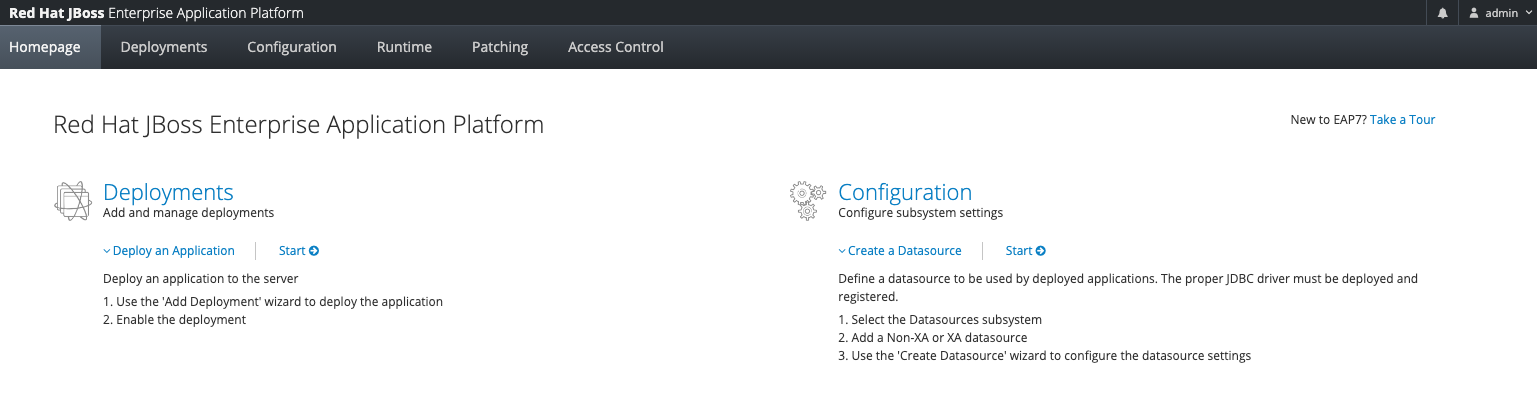 Red Hat JBoss Enterprise Application Platform
admin
Homepage Deployments Configuration Runtime Patching Access Control
Red Hat JBoss Enterprise Application Platform
New to EAP7? Take a Tour
Deployments
Add and manage deployments
Deploy an Application Start
Deploy an application to the server
1. Use the 'Add Deployment' wizard to deploy the application
2. Enable the deployment
Configuration
Configure subsystem settings
Create a Datasource Start
Define a datasource to be used by deployed applications. The proper JDBC driver must be deployed and
registered.
1. Select the Datasources subsystem
2. Add a Non-XA or XA datasource
3. Use the 'Create Datasource' wizard to configure the datasource settings